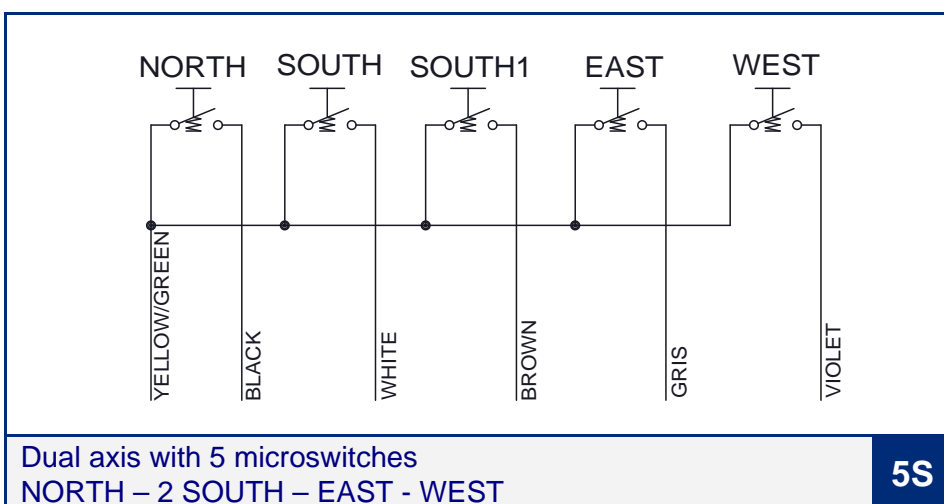 NORTH SOUTH SOUTH1 EAST WEST
YELLOW/GREEN
BLACK
WHITE
BROWN
GRIS
VIOLET
Dual axis with 5 microswitches
NORTH – 2 SOUTH – EAST - WEST
5S